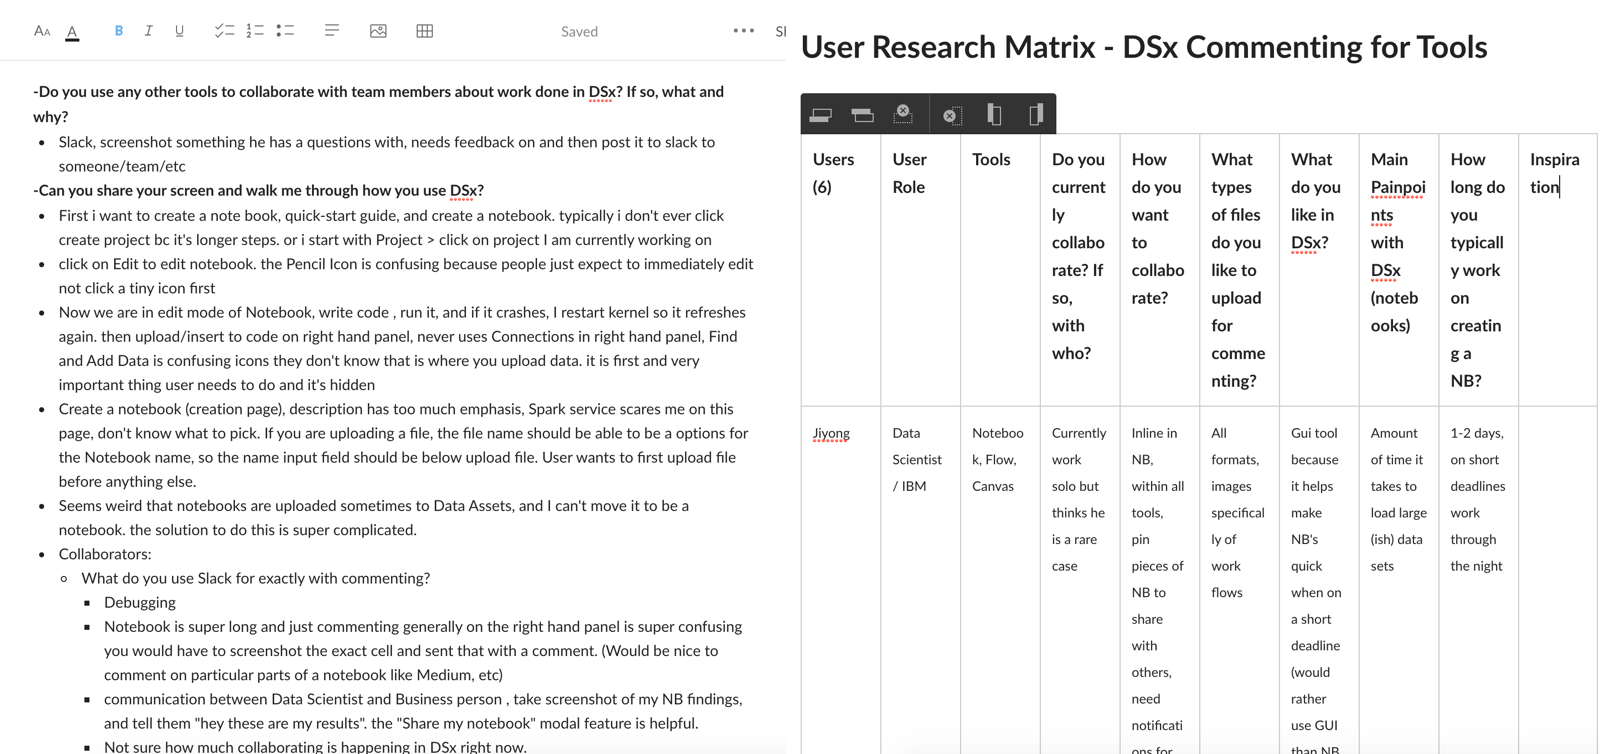 Saved
SI
-Do you use any other tools to collaborate with team members about work done in DSx? If so, what and
why?
Slack, screenshot something he has a questions with, needs feedback on and then post it to slack to
someone/team/etc
-Can you share your screen and walk me through how you use DSx?
First i want to create a note book, quick-start guide, and create a notebook. typically i don't ever click
create project bc it's longer steps. or i start with Project > click on project I am currently working on
click on Edit to edit notebook. the Pencil Icon is confusing because people just expect to immediately edit
not click a tiny icon first
Now we are in edit mode of Notebook, write code , run it, and if it crashes, I restart kernel so it refreshes
again. then upload/insert to code on right hand panel, never uses Connections in right hand panel, Find
and Add Data is confusing icons they don't know that is where you upload data. it is first and very
important thing user needs to do and it's hidden
Create a notebook (creation page), description has too much emphasis, Spark service scares me on this
page, don't know what to pick. If you are uploading a file, the file name should be able to be a options for
the Notebook name, so the name input field should be below upload file. User wants to first upload file
before anything else.
Seems weird that notebooks are uploaded sometimes to Data Assets, and I can't move it to be a
notebook. the solution to do this is super complicated.
Collaborators:
What do you use Slack for exactly with commenting?
Debugging
Notebook is super long and just commenting generally on the right hand panel is super confusing
you would have to screenshot the exact cell and sent that with a comment. (Would be nice to
comment on particular parts of a notebook like Medium, etc)
communication between Data Scientist and Business person , take screenshot of my NB findings,
and tell them "hey these are my results". the "Share my notebook" modal feature is helpful.
Not sure how much collaborating is happening in DSx right now.
User Research Matrix - DSx Commenting for Tools
Users
(6)
User
Role
Tools
Do you
current
ly
collabo
rate? If
so,
with
who?
How
do you
want
to
collabo
rate?
What
types
of files
do you
like to
upload
for
comme
nting?
What
do you
like in
DSx?
Main
Painpoi
nts
with
DSx
(noteb
ooks)
How
long do
you
typicall
y work
on
creatin
g a
NB?
Inspira
tion
Jiyong
Data
Scientist
/ IBM
Noteboo
k, Flow,
Canvas
Currently
work
solo but
thinks he
is a rare
case
Inline in
NB,
within all
tools,
pin
pieces of
NB to
share
with
others,
need
notificati
ons for
All
formats,
images
specifical
ly of
work
flows
Gui tool
because
it helps
make
NB's
quick
when on
a short
deadline
(would
rather
use GUI
than NB
Amount
of time it
takes to
load large
(ish) data
sets
1-2 days,
on short
deadlines
work
through
the night